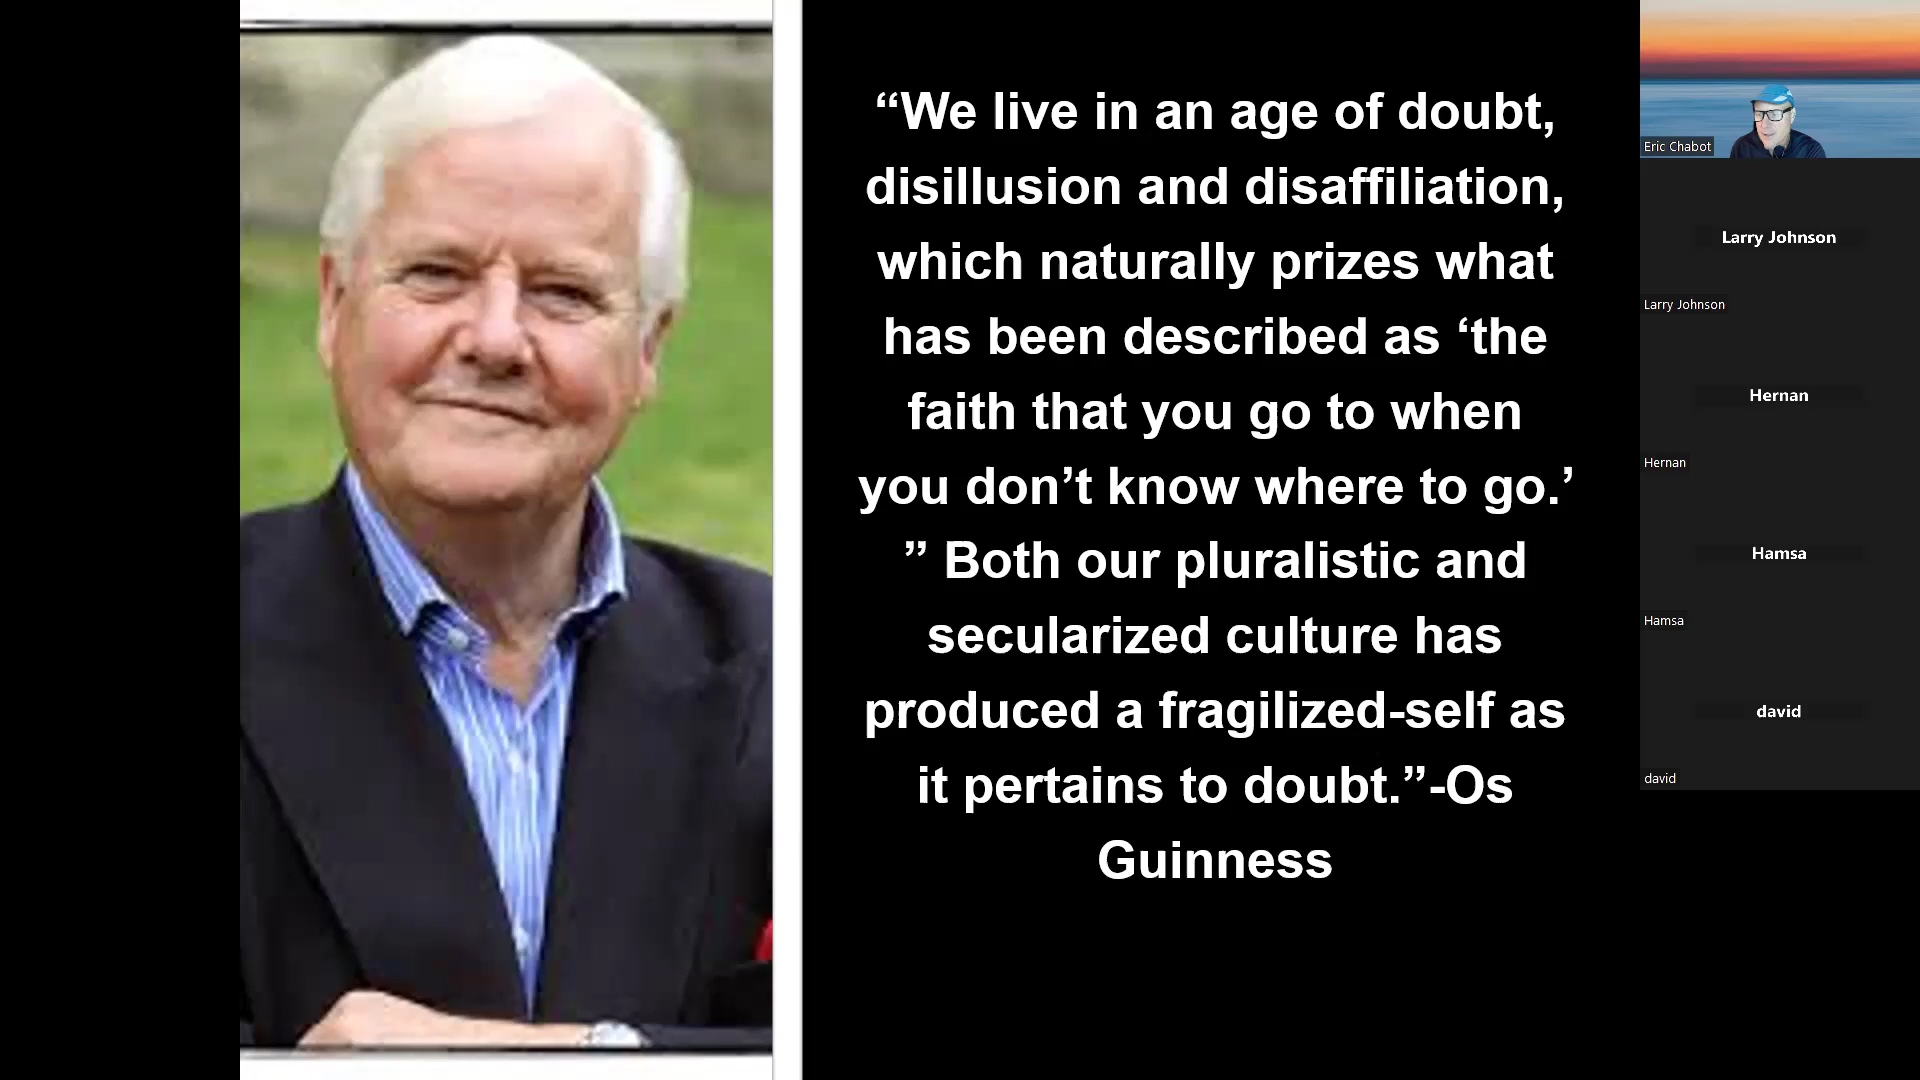 “We live in an age of doubt,
disillusion and disaffiliation,
which naturally prizes what
has been described as ‘the
faith that you go to when
you don’t know where to go.’
” Both our pluralistic and
secularized culture has
produced a fragilized-self as
it pertains to doubt.”-Os
Guinness
Eric Chabot
Larry Johnson
Larry Johnson
Hernan
Hernan
Hamsa
Hamsa
david
david